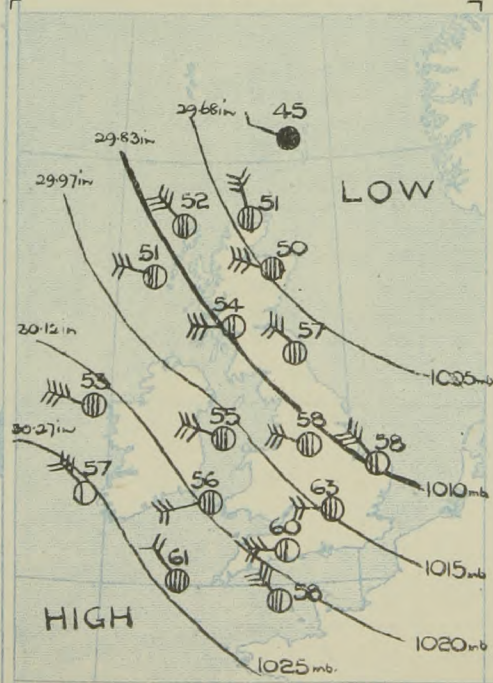 29.68in
45
29.83in
29.97in
52
51
LOW
51
50
54
57
30.12in
1005mb
53
55
58
58
30.27in
57
56
1010mb
63
60
61
1015mb
58
HIGH
1020mb
1025mb.